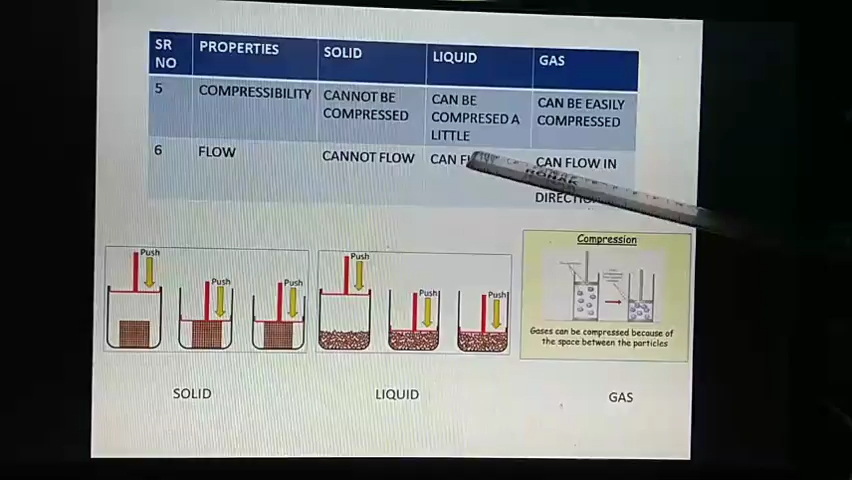 SR NO PROPERTIES SOLID LIQUID GAS
5 COMPRESSIBILITY CANNOT BE COMPRESSED CAN BE COMPRESED A LITTLE CAN BE EASILY COMPRESSED
6 FLOW CANNOT FLOW CAN CAN FLOW IN
NONAK
Push
Push
Push
Push
Push
Push
Compression
Gases can be compressed because of
the space between the particles
SOLID
LIQUID
GAS